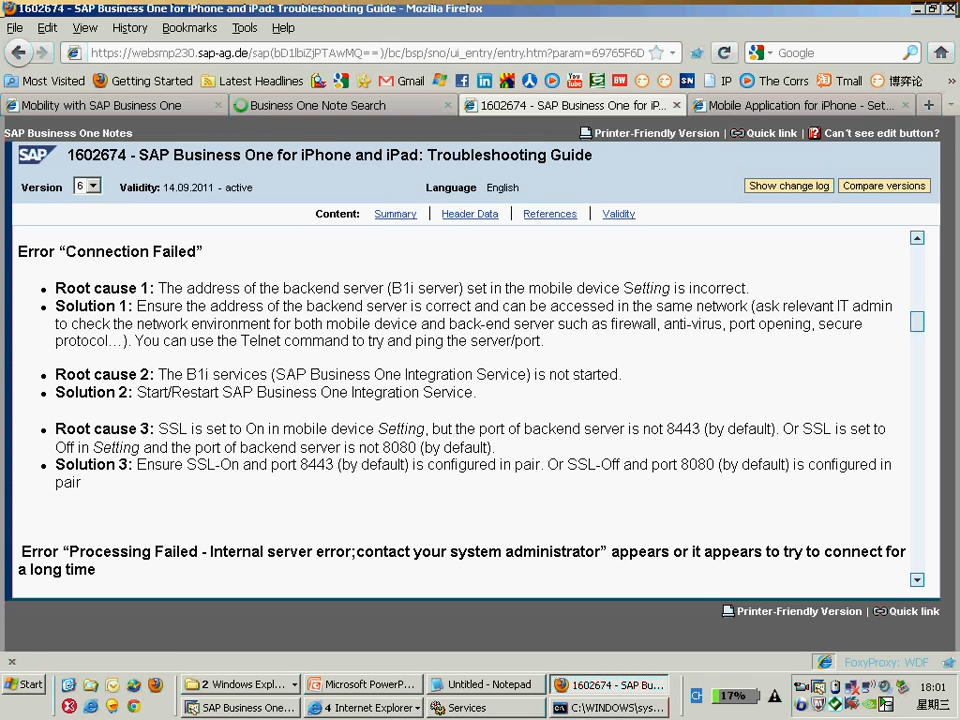 1602674 - SAP Business One for iPhone and iPad: Troubleshooting Guide - Mozilla Firefox
File Edit View History Bookmarks Tools Help
https://websmp230.sap-ag.de/sap(bD1lbiZjPTAwMQ==)/bc/bsp/sno/ui_entry/entry.htm?param=69765F6D
Google
Most Visited Getting Started Latest Headlines Gmail IP The Corrs Tmall 博弈论 »
Mobility with SAP Business One Business One Note Search 1602674 - SAP Business One for iP... Mobile Application for iPhone - Set...
SAP Business One Notes Printer-Friendly Version | Quick link | Can't see edit button?
SAP 1602674 - SAP Business One for iPhone and iPad: Troubleshooting Guide
Version 6 Validity: 14.09.2011 - active Language English Show change log Compare versions
Content: Summary | Header Data | References | Validity
Error “Connection Failed”
• Root cause 1: The address of the backend server (B1i server) set in the mobile device Setting is incorrect.
• Solution 1: Ensure the address of the backend server is correct and can be accessed in the same network (ask relevant IT admin
to check the network environment for both mobile device and back-end server such as firewall, anti-virus, port opening, secure
protocol…). You can use the Telnet command to try and ping the server/port.
• Root cause 2: The B1i services (SAP Business One Integration Service) is not started.
• Solution 2: Start/Restart SAP Business One Integration Service.
• Root cause 3: SSL is set to On in mobile device Setting, but the port of backend server is not 8443 (by default). Or SSL is set to
Off in Setting and the port of backend server is not 8080 (by default).
• Solution 3: Ensure SSL-On and port 8443 (by default) is configured in pair. Or SSL-Off and port 8080 (by default) is configured in
pair
Error “Processing Failed - Internal server error;contact your system administrator” appears or it appears to try to connect for
a long time
Printer-Friendly Version | Quick link
× FoxyProxy: WDF
Start 2 Windows Expl... Microsoft PowerP... Untitled - Notepad 1602674 - SAP Bu... 17% 18:01
SAP Business One... 4 Internet Explorer Services C:\WINDOWS\sys... 星期三